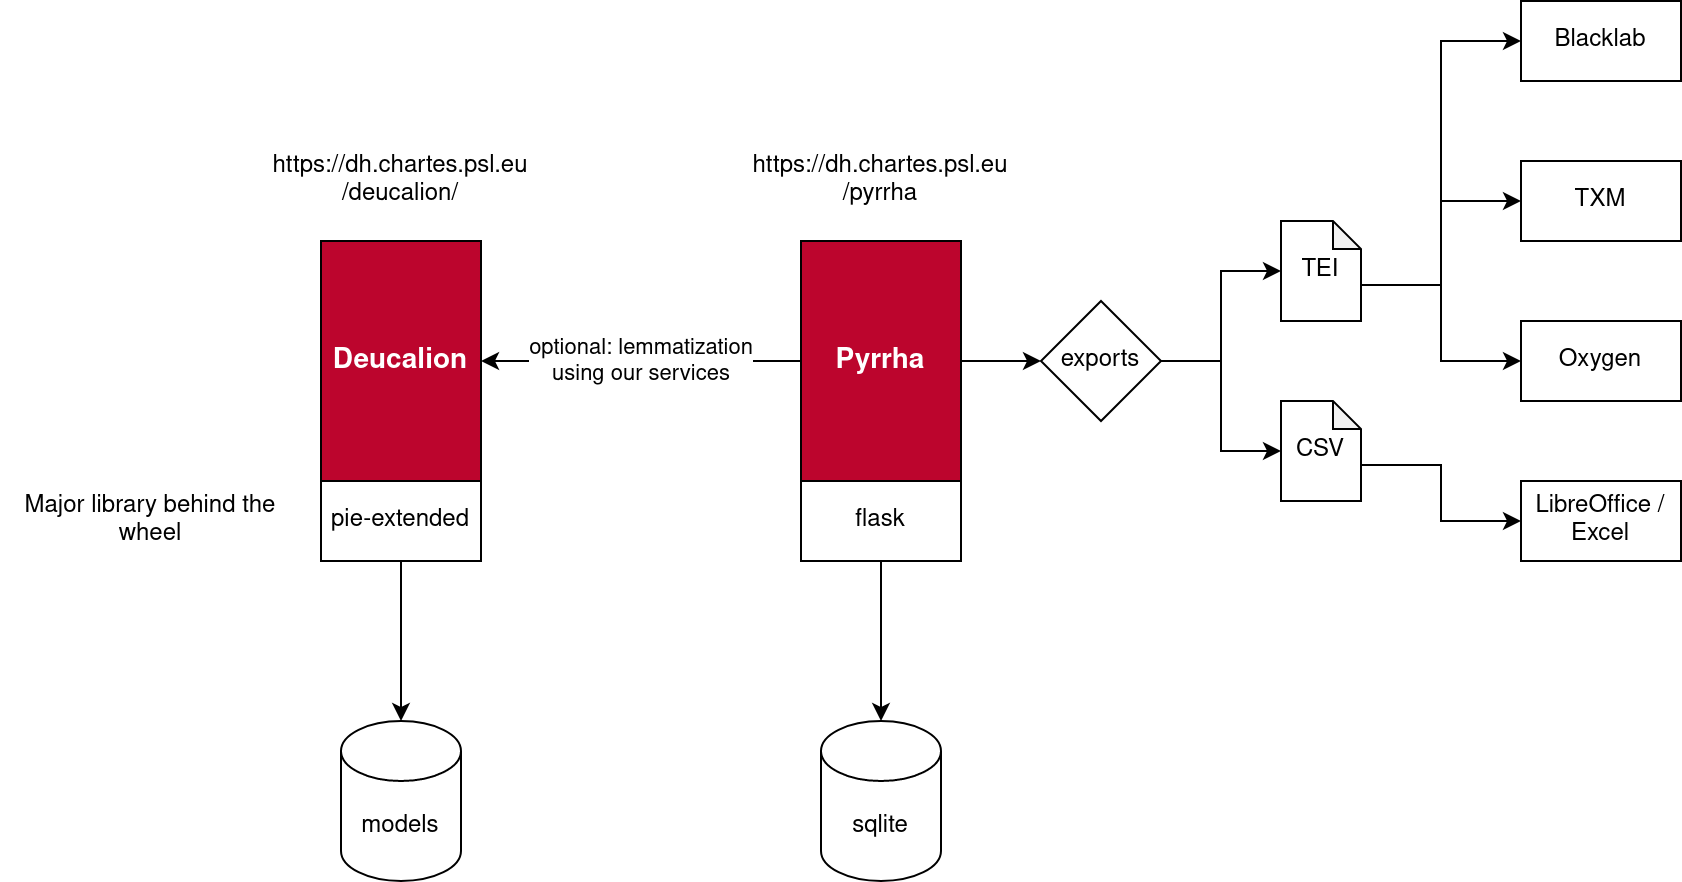 https://dh.chartes.psl.eu
/deucalion/
Deucalion
Major library behind the
wheel
pie-extended
models
optional: lemmatization
using our services
https://dh.chartes.psl.eu
/pyrrha
Pyrrha
flask
sqlite
exports
TEI
CSV
Blacklab
TXM
Oxygen
LibreOffice /
Excel